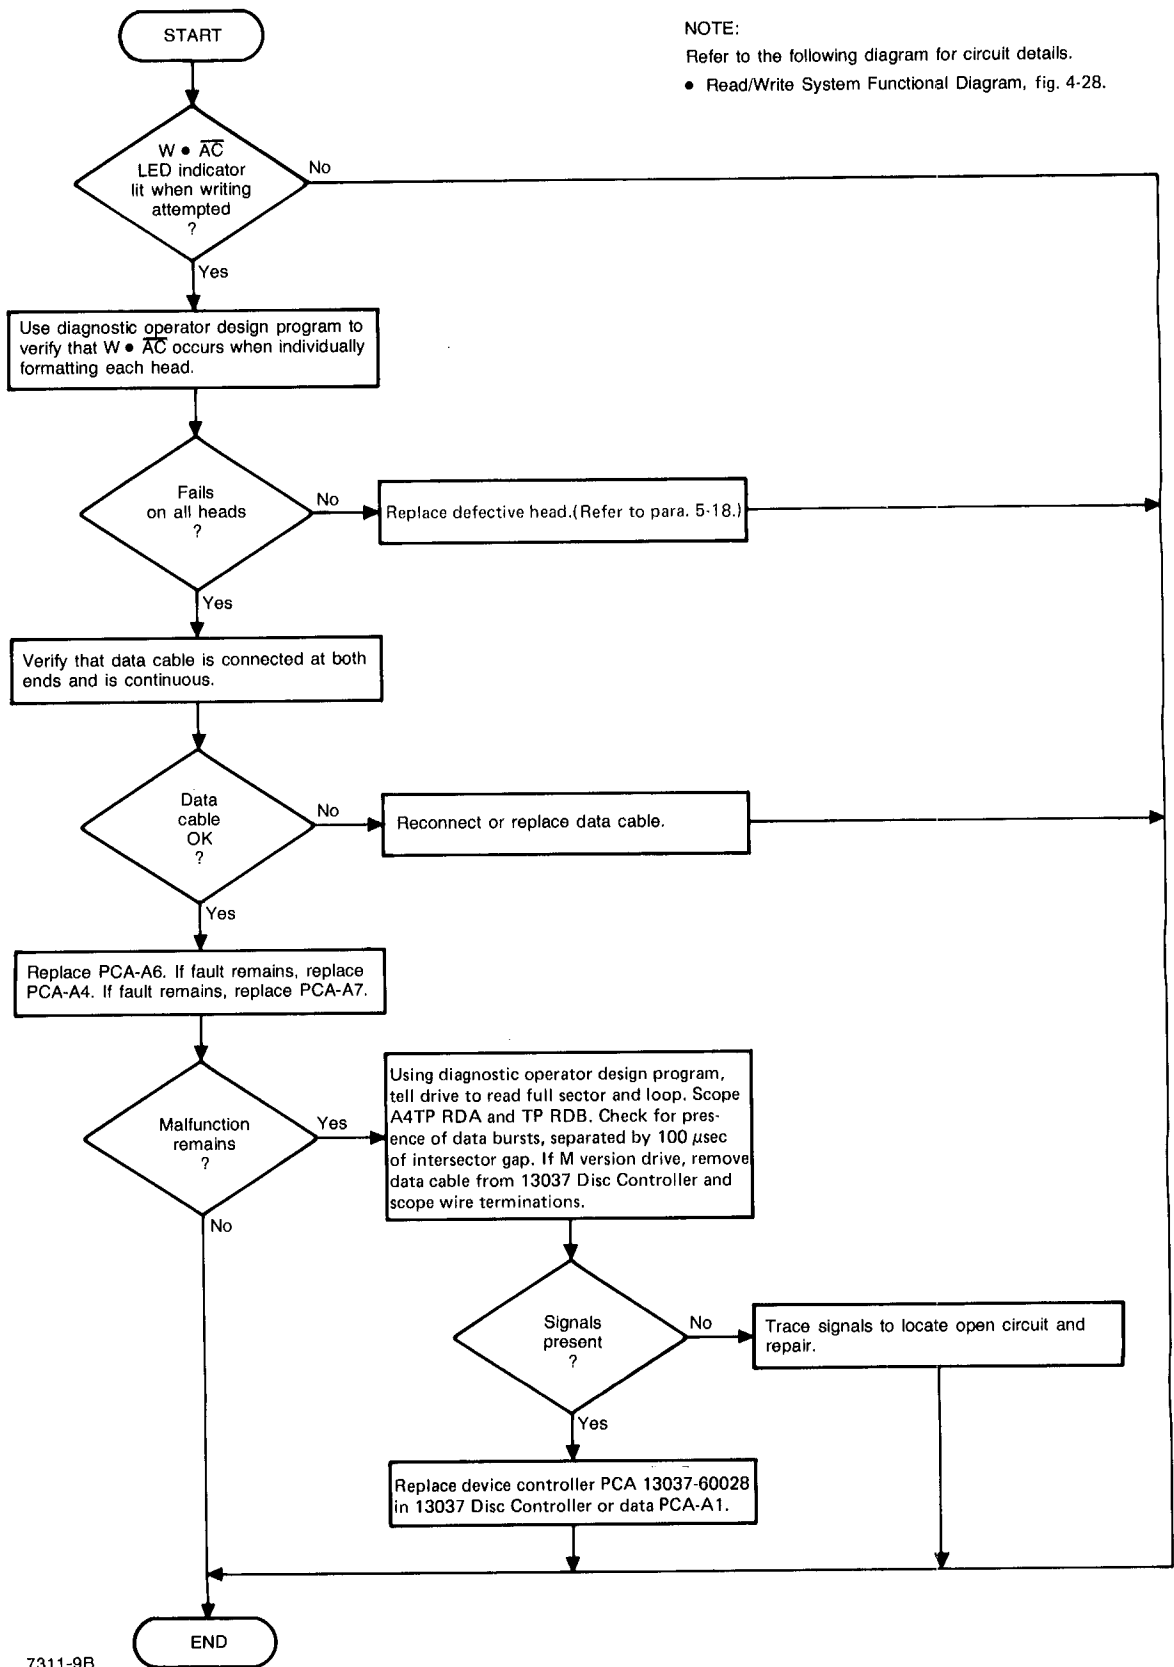 START
NOTE:
Refer to the following diagram for circuit details.
● Read/Write System Functional Diagram, fig. 4-28.
W ● A̅C̅
LED indicator
lit when writing
attempted
?
No
Yes
Use diagnostic operator design program to
verify that W ● A̅C̅ occurs when individually
formatting each head.
Fails
on all heads
?
No
Replace defective head.(Refer to para. 5-18.)
Yes
Verify that data cable is connected at both
ends and is continuous.
Data
cable
OK
?
No
Reconnect or replace data cable.
Yes
Replace PCA-A6. If fault remains, replace
PCA-A4. If fault remains, replace PCA-A7.
Malfunction
remains
?
Yes
Using diagnostic operator design program,
tell drive to read full sector and loop. Scope
A4TP RDA and TP RDB. Check for pres-
ence of data bursts, separated by 100 μsec
of intersector gap. If M version drive, remove
data cable from 13037 Disc Controller and
scope wire terminations.
No
Signals
present
?
No
Trace signals to locate open circuit and
repair.
Yes
Replace device controller PCA 13037-60028
in 13037 Disc Controller or data PCA-A1.
END
7311-9B